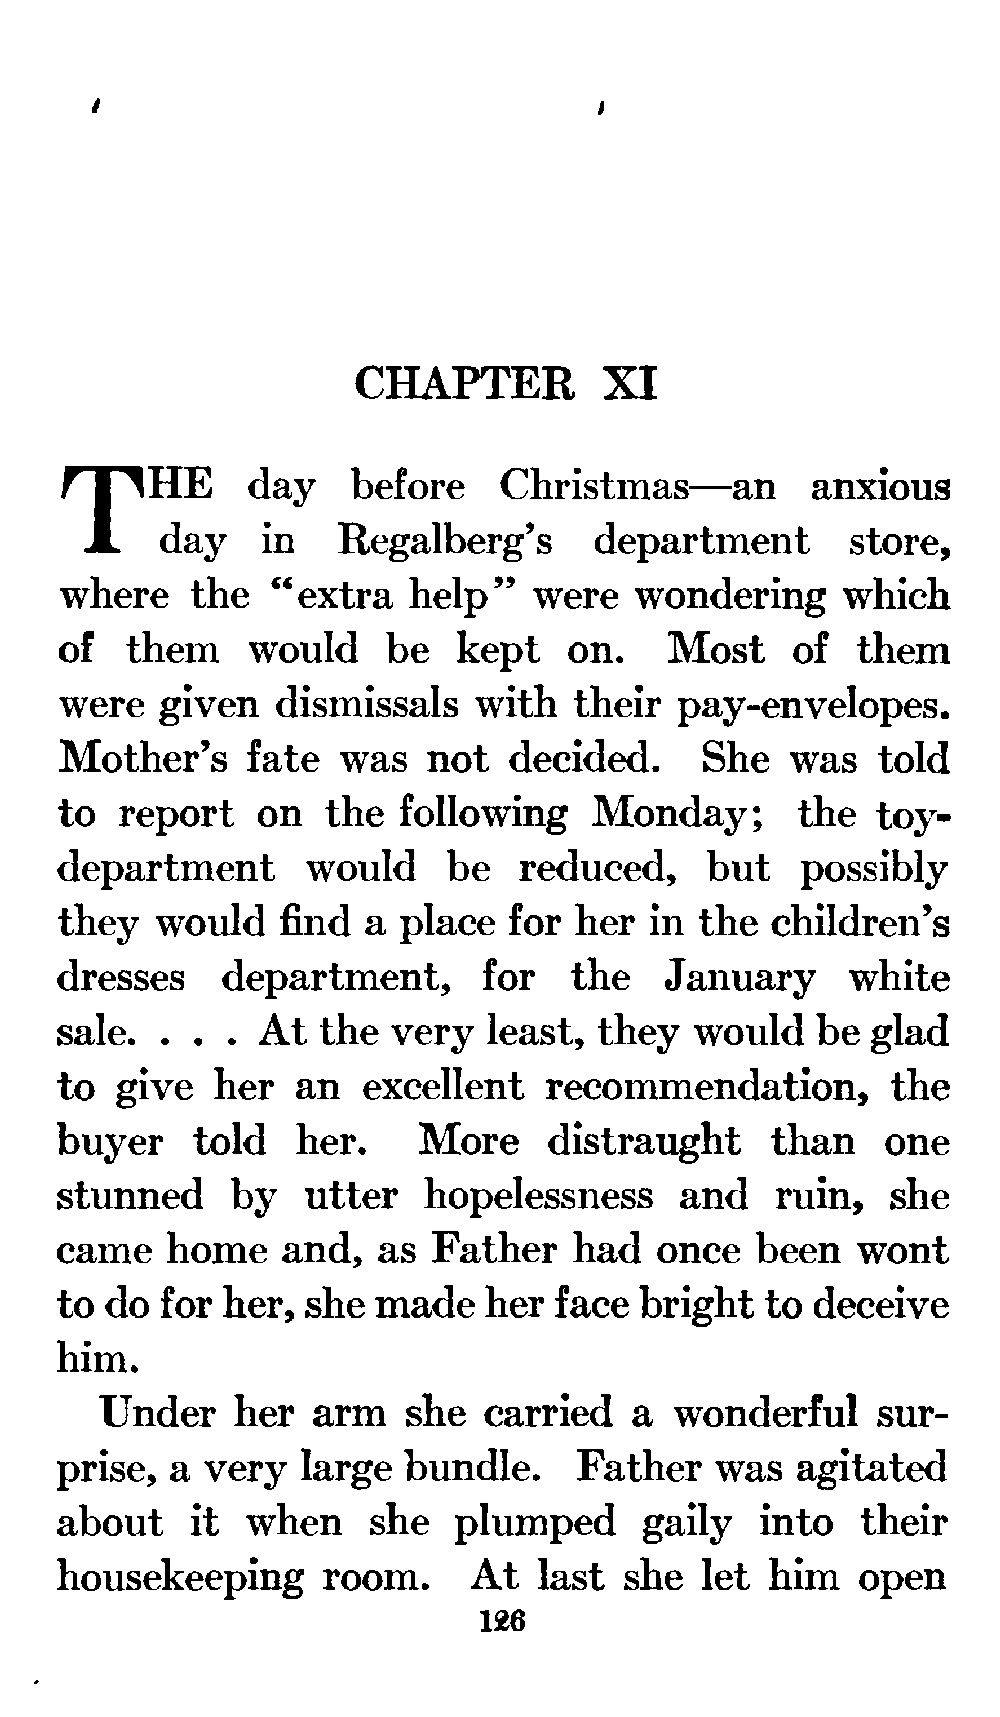 CHAPTER XI
THE day before Christmas—an anxious
day in Regalberg's department store,
where the "extra help" were wondering which
of them would be kept on. Most of them
were given dismissals with their pay-envelopes.
Mother's fate was not decided. She was told
to report on the following Monday; the toy-
department would be reduced, but possibly
they would find a place for her in the children's
dresses department, for the January white
sale. . . . At the very least, they would be glad
to give her an excellent recommendation, the
buyer told her. More distraught than one
stunned by utter hopelessness and ruin, she
came home and, as Father had once been wont
to do for her, she made her face bright to deceive
him.
Under her arm she carried a wonderful sur-
prise, a very large bundle. Father was agitated
about it when she plumped gaily into their
housekeeping room. At last she let him open
126